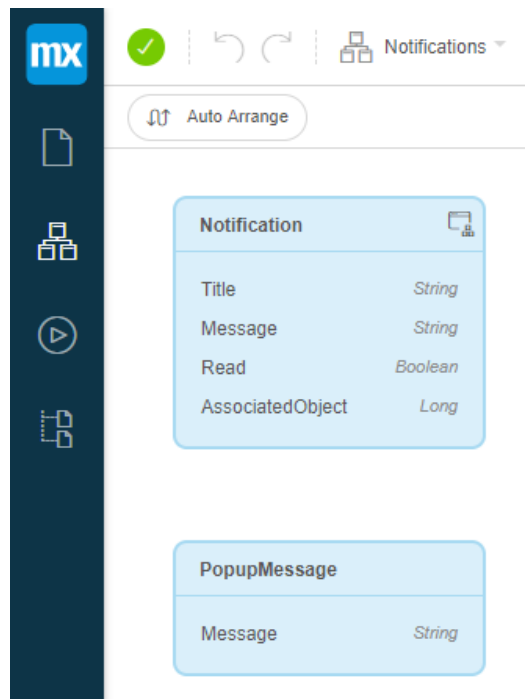 mx
Notifications
Auto Arrange
Notification
Title String
Message String
Read Boolean
AssociatedObject Long
PopupMessage
Message String